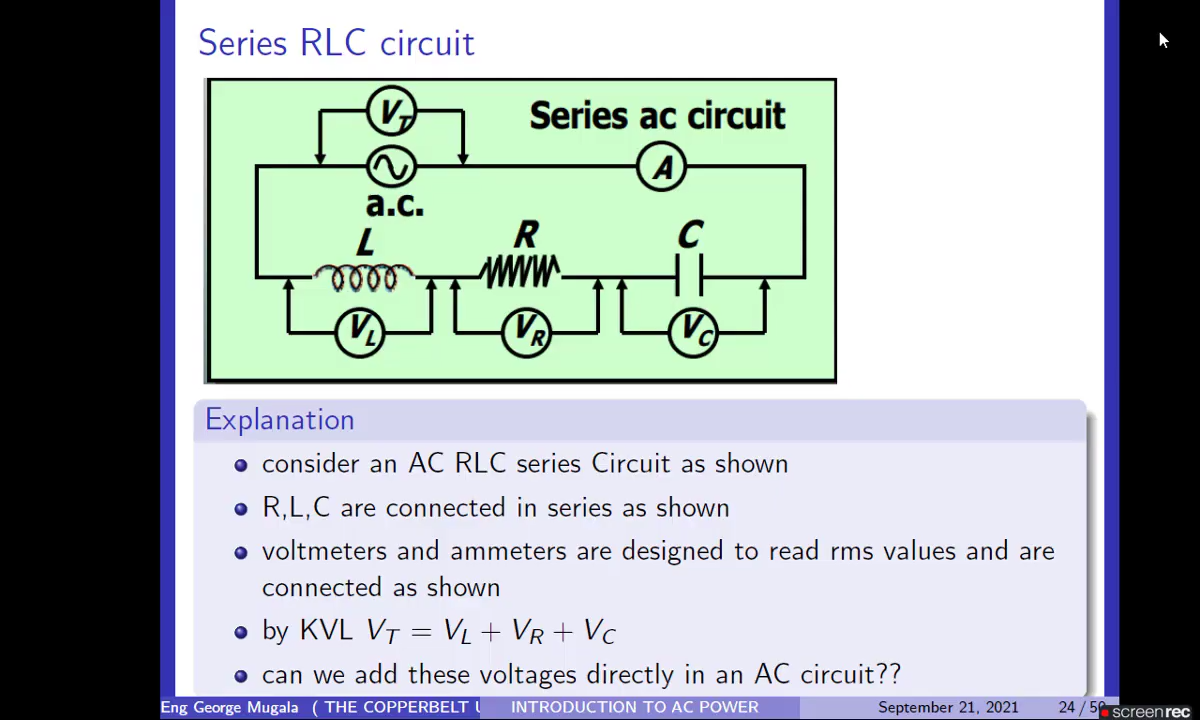 Series RLC circuit
V_T
Series ac circuit
A
a.c.
L
R
C
V_L
V_R
V_C
Explanation
consider an AC RLC series Circuit as shown
R,L,C are connected in series as shown
voltmeters and ammeters are designed to read rms values and are
connected as shown
by KVL V_T = V_L + V_R + V_C
can we add these voltages directly in an AC circuit??
Eng George Mugala ( THE COPPERBELT U
INTRODUCTION TO AC POWER
September 21, 2021
24 / 50
screenrec